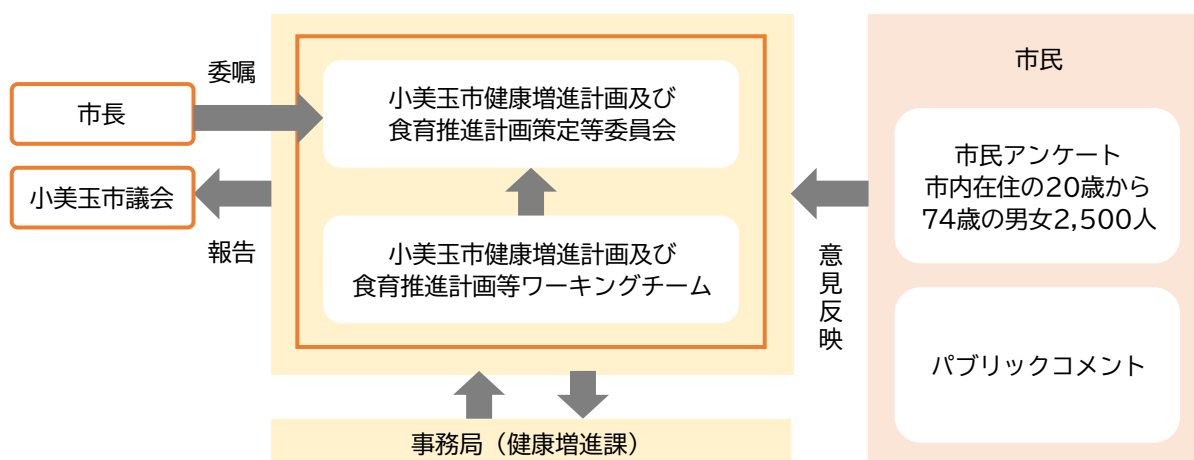 委嘱
市長
小美玉市議会
報告
小美玉市健康増進計画及び
食育推進計画策定等委員会
小美玉市健康増進計画及び
食育推進計画等ワーキングチーム
事務局（健康増進課）
意見反映
市民
市民アンケート
市内在住の20歳から
74歳の男女2,500人
パブリックコメント